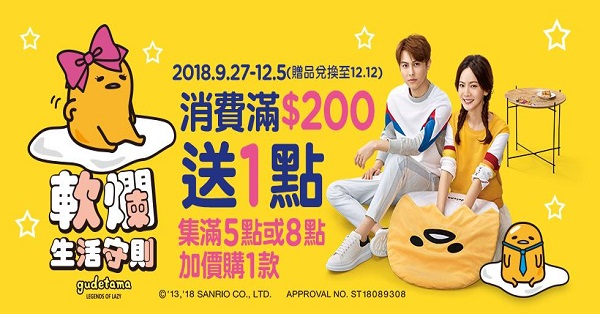 2018.9.27-12.5(贈品兌換至12.12)
消費滿$200
送1點
集滿5點或8點
加價購1款
軟爛
生活守則
gudetama
LEGENDS OF LAZY
©'13,'18 SANRIO CO., LTD. APPROVAL NO. ST18089308